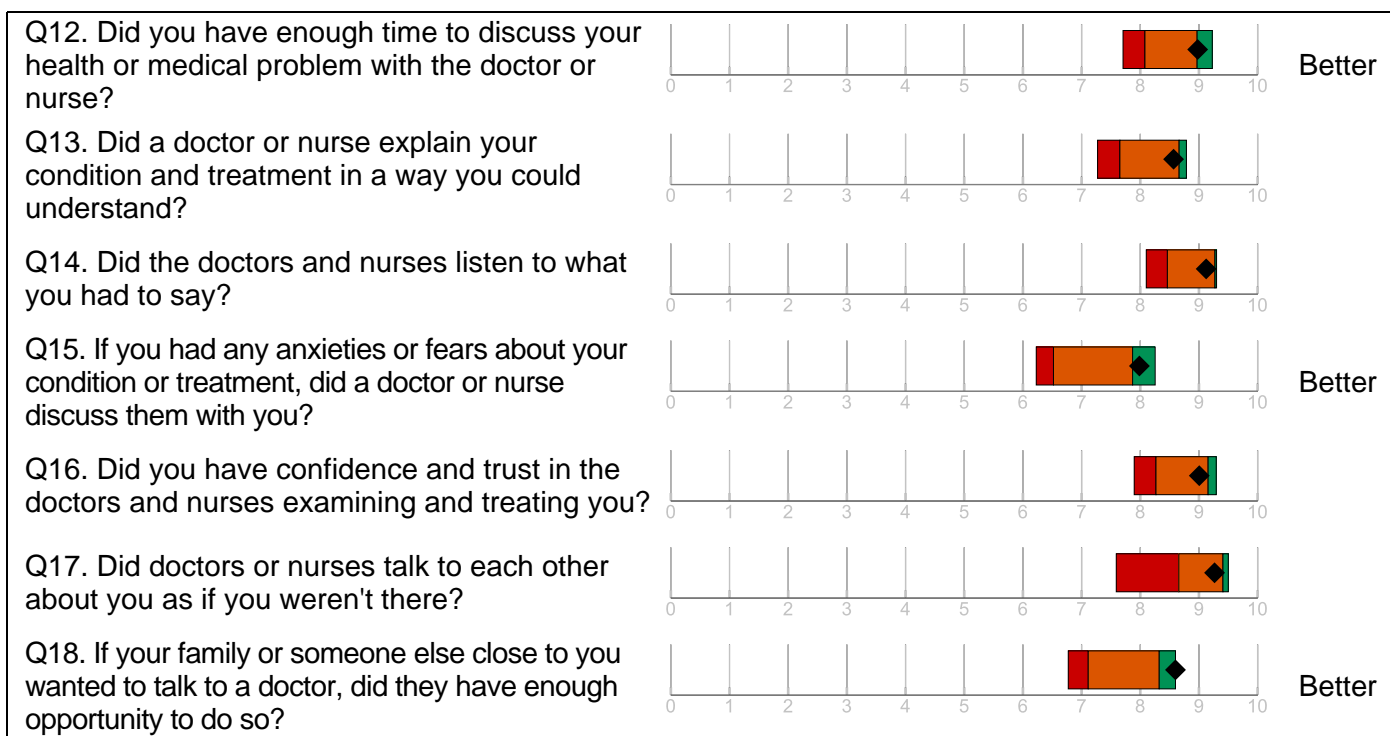 Q12. Did you have enough time to discuss your
health or medical problem with the doctor or
nurse?
0 1 2 3 4 5 6 7 8 9 10
Better
Q13. Did a doctor or nurse explain your
condition and treatment in a way you could
understand?
0 1 2 3 4 5 6 7 8 9 10
Q14. Did the doctors and nurses listen to what
you had to say?
0 1 2 3 4 5 6 7 8 9 10
Q15. If you had any anxieties or fears about your
condition or treatment, did a doctor or nurse
discuss them with you?
0 1 2 3 4 5 6 7 8 9 10
Better
Q16. Did you have confidence and trust in the
doctors and nurses examining and treating you?
0 1 2 3 4 5 6 7 8 9 10
Q17. Did doctors or nurses talk to each other
about you as if you weren't there?
0 1 2 3 4 5 6 7 8 9 10
Q18. If your family or someone else close to you
wanted to talk to a doctor, did they have enough
opportunity to do so?
0 1 2 3 4 5 6 7 8 9 10
Better